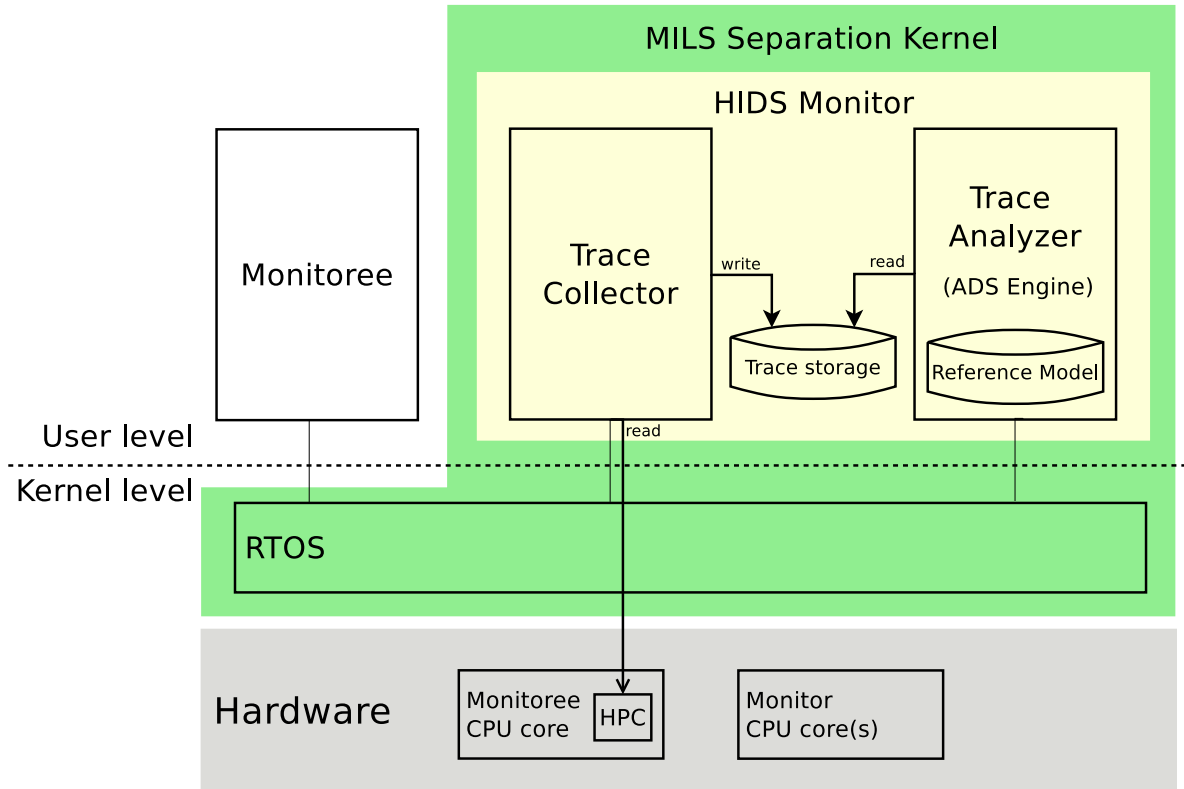 MILS Separation Kernel
HIDS Monitor
Monitoree
Trace
Collector
write
read
Trace
Analyzer
(ADS Engine)
Trace storage
Reference Model
read
User level
Kernel level
RTOS
Hardware
Monitoree
CPU core
HPC
Monitor
CPU core(s)